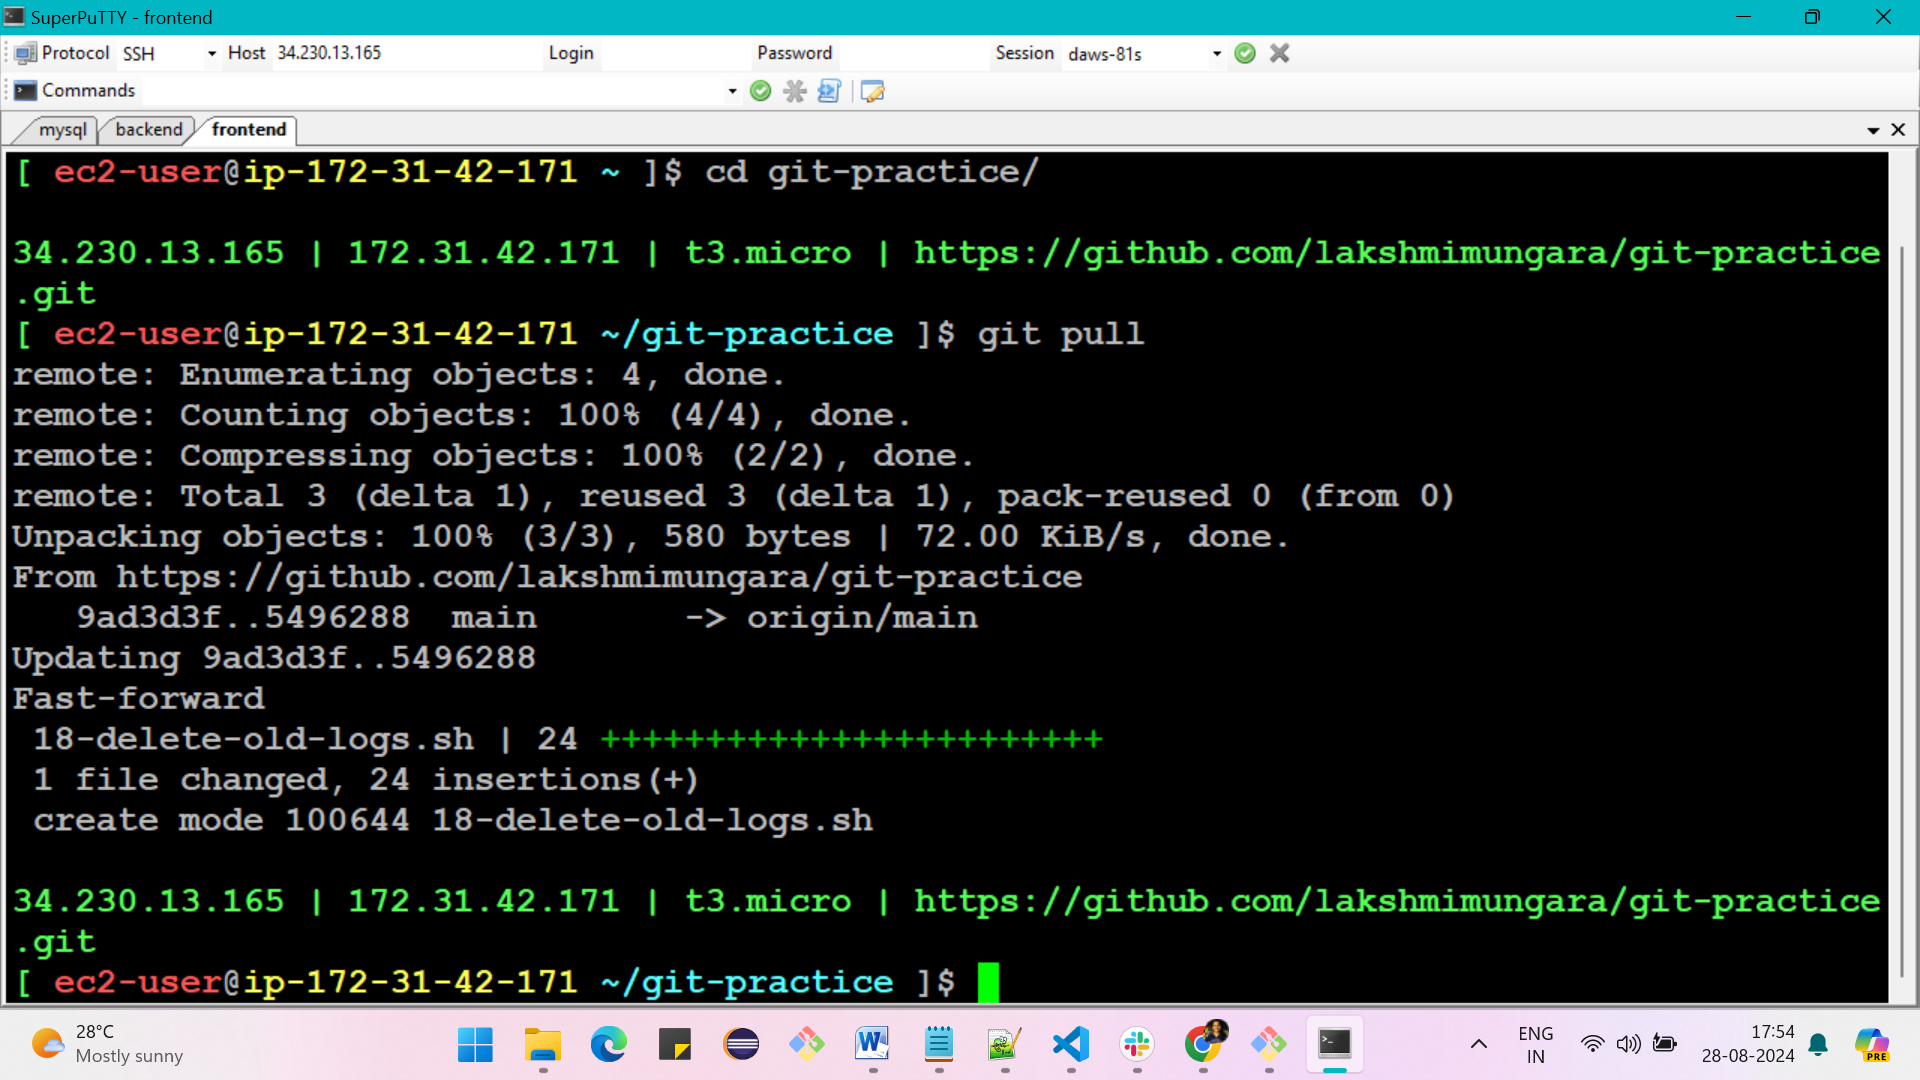 SuperPuTTY - frontend
Protocol SSH Host 34.230.13.165 Login Password Session daws-81s
Commands
mysql backend frontend
[ ec2-user@ip-172-31-42-171 ~ ]$ cd git-practice/
34.230.13.165 | 172.31.42.171 | t3.micro | https://github.com/lakshmimungara/git-practice
.git
[ ec2-user@ip-172-31-42-171 ~/git-practice ]$ git pull
remote: Enumerating objects: 4, done.
remote: Counting objects: 100% (4/4), done.
remote: Compressing objects: 100% (2/2), done.
remote: Total 3 (delta 1), reused 3 (delta 1), pack-reused 0 (from 0)
Unpacking objects: 100% (3/3), 580 bytes | 72.00 KiB/s, done.
From https://github.com/lakshmimungara/git-practice
   9ad3d3f..5496288  main       -> origin/main
Updating 9ad3d3f..5496288
Fast-forward
 18-delete-old-logs.sh | 24 ++++++++++++++++++++++++
 1 file changed, 24 insertions(+)
 create mode 100644 18-delete-old-logs.sh
34.230.13.165 | 172.31.42.171 | t3.micro | https://github.com/lakshmimungara/git-practice
.git
[ ec2-user@ip-172-31-42-171 ~/git-practice ]$
28°C
Mostly sunny
ENG
IN
17:54
28-08-2024
PRE